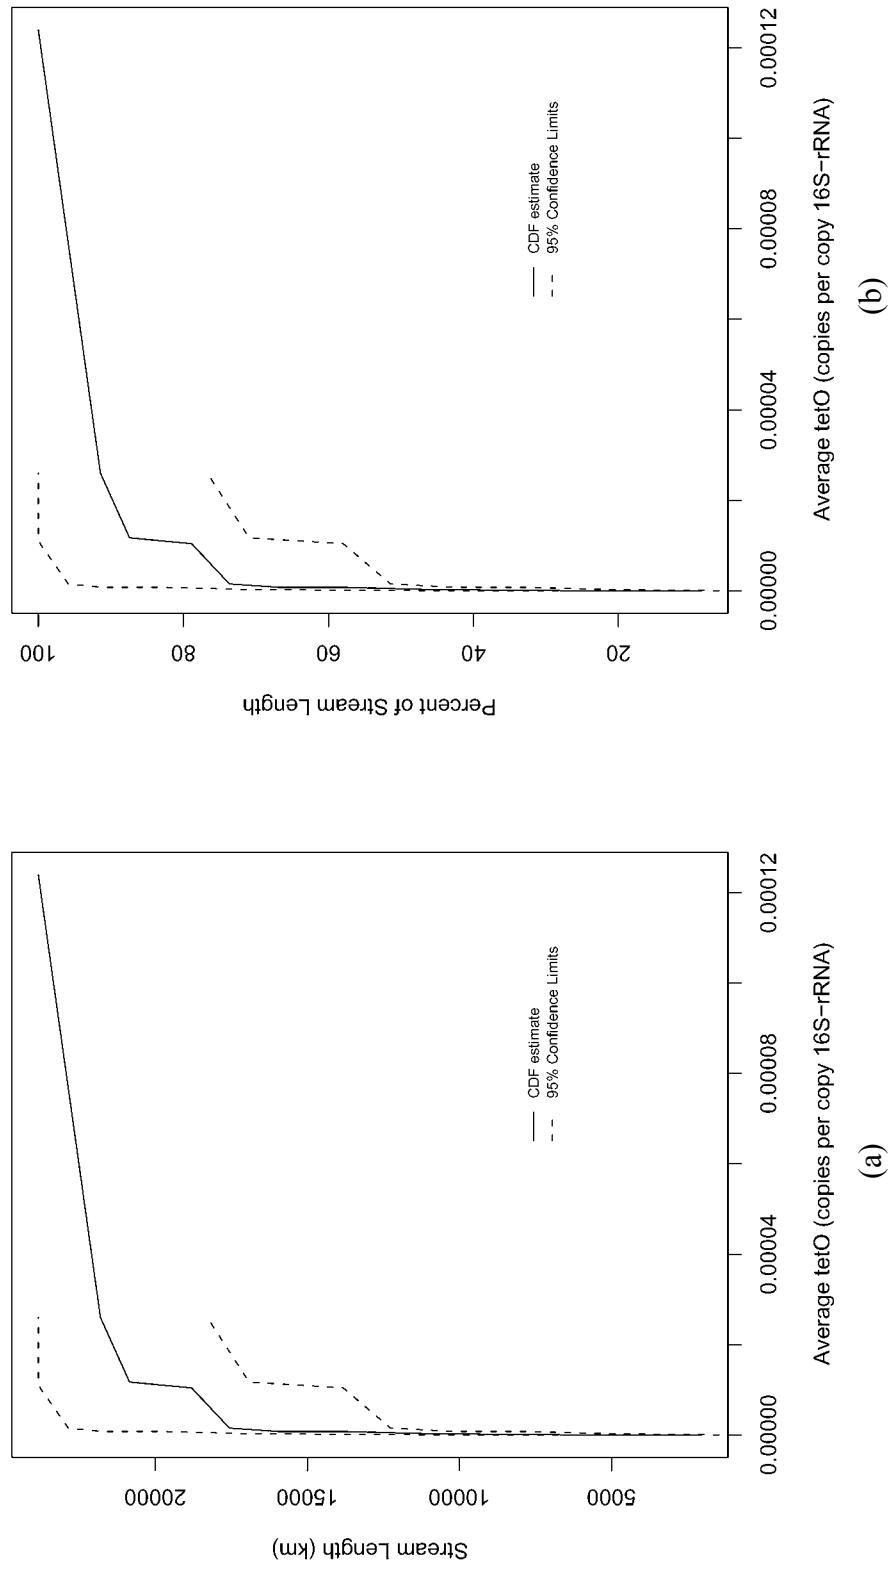 Stream Length (km)
5000
10000
15000
20000
0.00000
0.00004
0.00008
0.00012
Average tetO (copies per copy 16S−rRNA)
CDF estimate
95% Confidence Limits
(a)
Percent of Stream Length
20
40
60
80
100
0.00000
0.00004
0.00008
0.00012
Average tetO (copies per copy 16S−rRNA)
CDF estimate
95% Confidence Limits
(b)